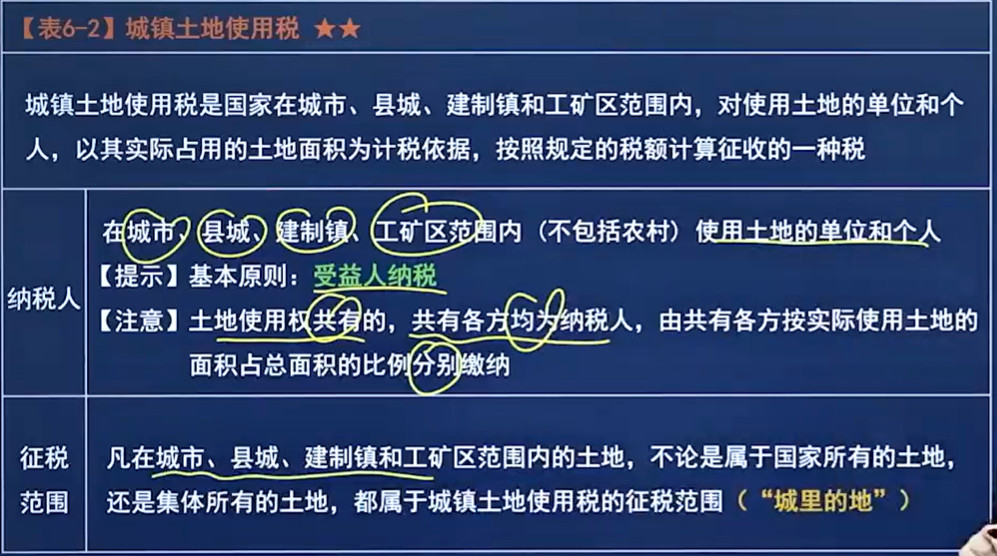 【表6-2】城镇土地使用税 ★★
城镇土地使用税是国家在城市、县城、建制镇和工矿区范围内，对使用土地的单位和个
人，以其实际占用的土地面积为计税依据，按照规定的税额计算征收的一种税
纳税人
在城市、县城、建制镇、工矿区范围内（不包括农村）使用土地的单位和个人
【提示】基本原则：受益人纳税
【注意】土地使用权共有的，共有各方均为纳税人，由共有各方按实际使用土地的
面积占总面积的比例分别缴纳
征税
范围
凡在城市、县城、建制镇和工矿区范围内的土地，不论是属于国家所有的土地，
还是集体所有的土地，都属于城镇土地使用税的征税范围（“城里的地”）